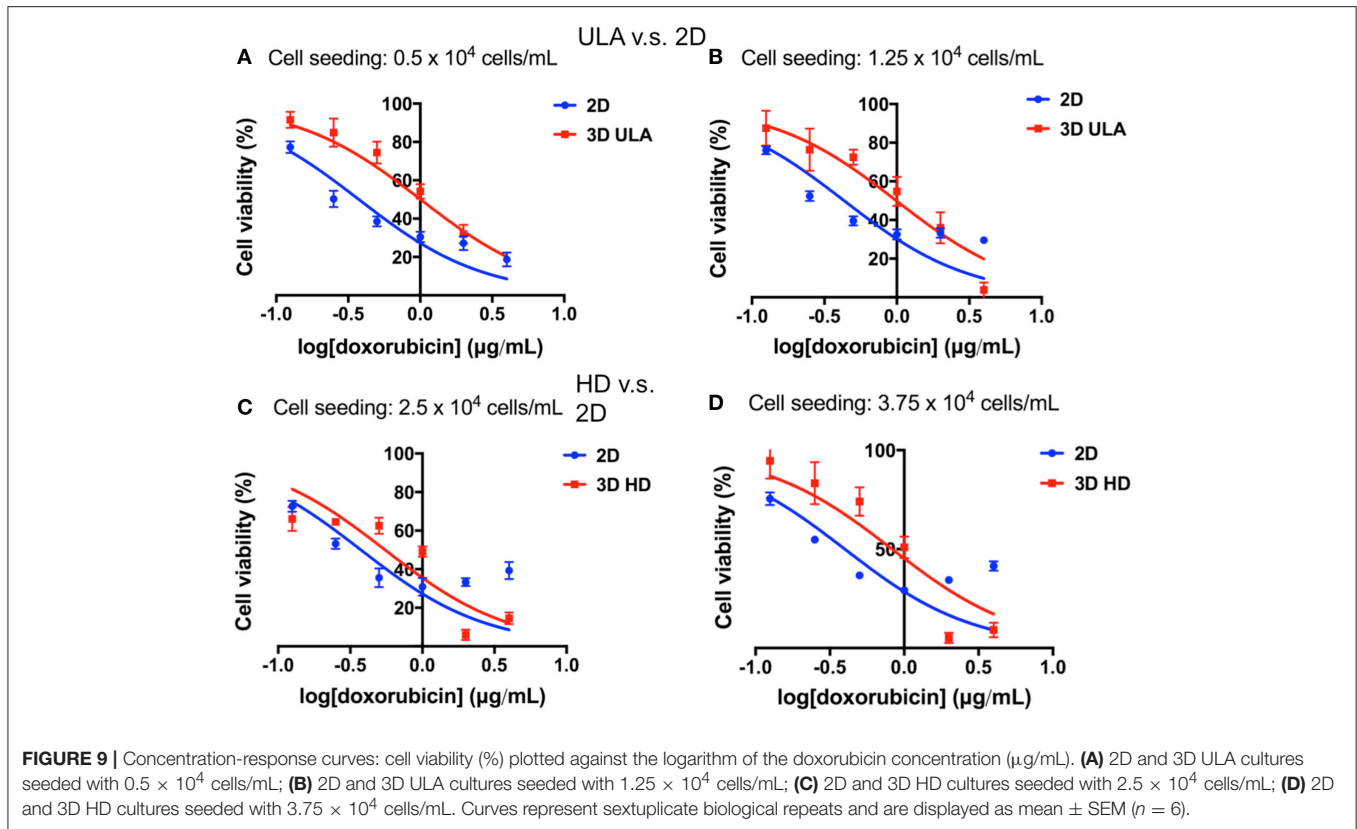 ULA v.s. 2D
A Cell seeding: 0.5 x 10⁴ cells/mL
Cell viability (%)
100
80
60
40
20
-1.0 -0.5 0.0 0.5 1.0
log[doxorubicin] (µg/mL)
2D
3D ULA
B Cell seeding: 1.25 x 10⁴ cells/mL
Cell viability (%)
100
80
60
40
20
-1.0 -0.5 0.0 0.5 1.0
log[doxorubicin] (µg/mL)
2D
3D ULA
HD v.s.
2D
C Cell seeding: 2.5 x 10⁴ cells/mL
Cell viability (%)
100
80
60
40
20
-1.0 -0.5 0.0 0.5 1.0
log[doxorubicin] (µg/mL)
2D
3D HD
D Cell seeding: 3.75 x 10⁴ cells/mL
Cell viability (%)
100
50
-1.0 -0.5 0.0 0.5 1.0
log[doxorubicin] (µg/mL)
2D
3D HD
FIGURE 9 | Concentration-response curves: cell viability (%) plotted against the logarithm of the doxorubicin concentration (µg/mL). (A) 2D and 3D ULA cultures
seeded with 0.5 × 10⁴ cells/mL; (B) 2D and 3D ULA cultures seeded with 1.25 × 10⁴ cells/mL; (C) 2D and 3D HD cultures seeded with 2.5 × 10⁴ cells/mL; (D) 2D
and 3D HD cultures seeded with 3.75 × 10⁴ cells/mL. Curves represent sextuplicate biological repeats and are displayed as mean ± SEM (n = 6).